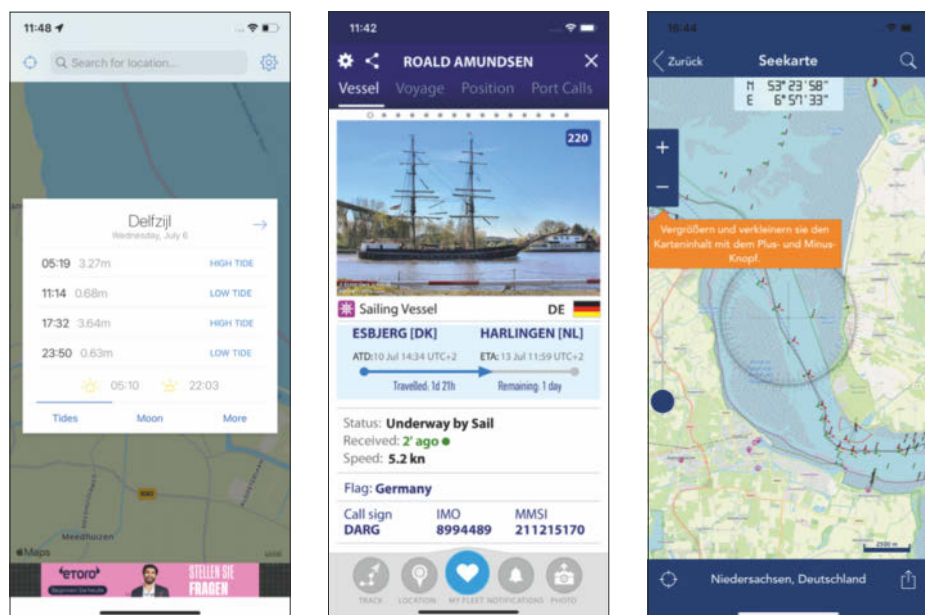 11:48
Search for location...
Delfzijl
Wednesday, July 6
05:19 3.27m HIGH TIDE
11:14 0.68m LOW TIDE
17:32 3.64m HIGH TIDE
23:50 0.63m LOW TIDE
05:10 22:03
Tides Moon More
Meedhuizen
Maps
Legal
eToro
STELLEN SIE
FRAGEN
11:42
ROALD AMUNDSEN
Vessel Voyage Position Port Calls
220
Sailing Vessel DE
ESBJERG [DK] HARLINGEN [NL]
ATD:10 Jul 14:34 UTC+2 ETA: 13 Jul 11:59 UTC+2
Travelled: 1d 21h Remaining: 1 day
Status: Underway by Sail
Received: 2' ago
Speed: 5.2 kn
Flag: Germany
Call sign IMO MMSI
DARG 8994489 211215170
TRACK LOCATION MY FLEET NOTIFICATIONS PHOTO
16:44
Zurück Seekarte
N 53° 23' 58"
E 6° 57' 33"
+
−
Vergrößern und verkleinern sie den
Karteninhalt mit dem Plus- und Minus-
Knopf.
2500 m
Niedersachsen, Deutschland